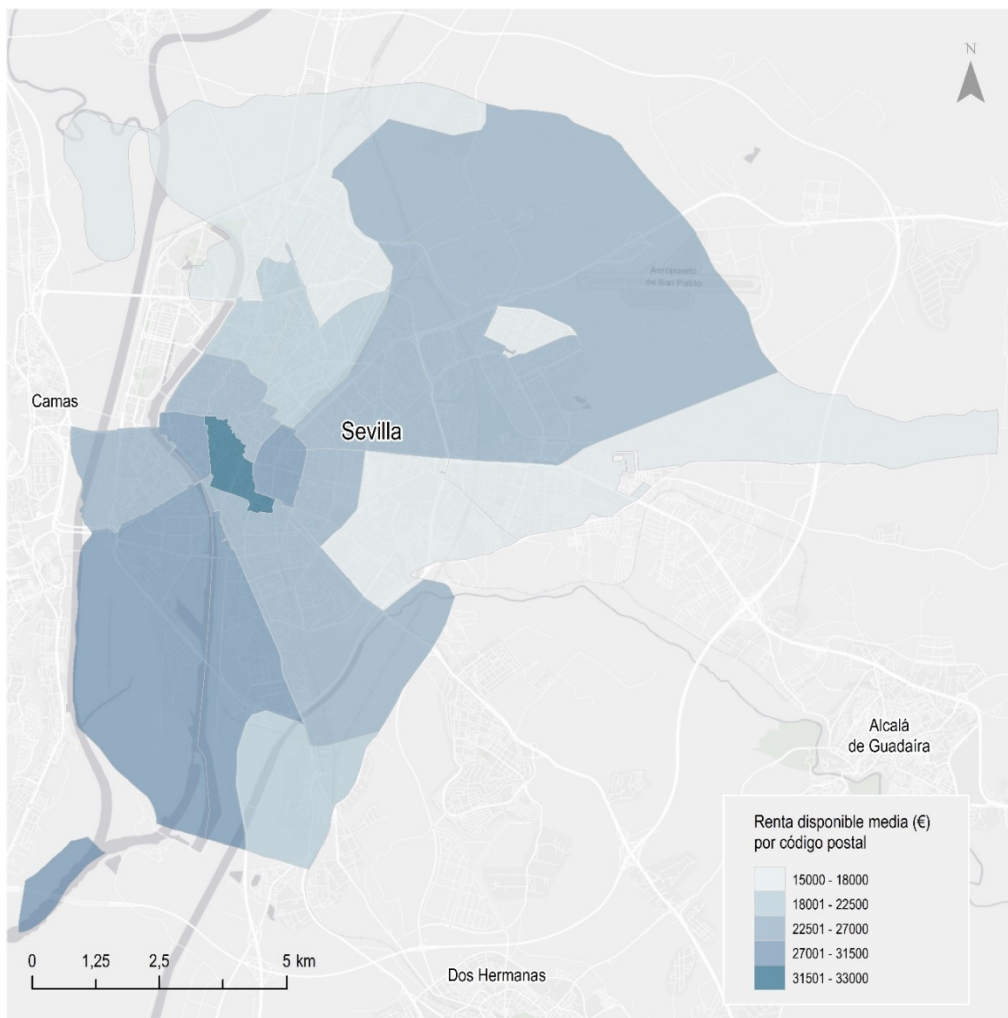 N
Aeropuerto
de San Pablo
Camas
Sevilla
Alcalá
de Guadaíra
Renta disponible media (€)
por código postal
15000 - 18000
18001 - 22500
22501 - 27000
27001 - 31500
31501 - 33000
0 1,25 2,5 5 km
Dos Hermanas